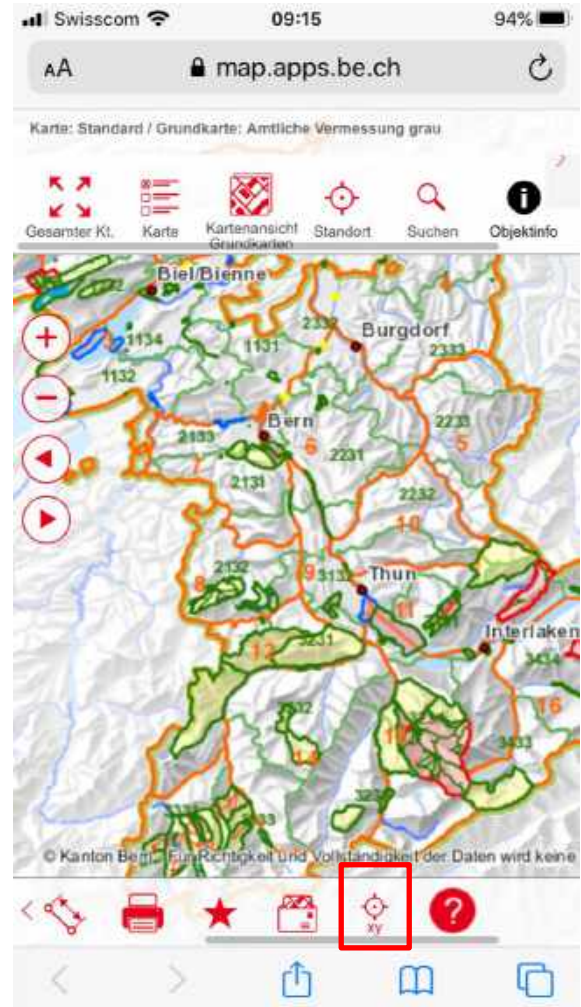 Swisscom 09:15 94%
AA map.apps.be.ch
Karte: Standard / Grundkarte: Amtliche Vermessung grau
Gesamter Kt. Karte Kartenansicht Grundkarten Standort Suchen Objektinfo
Biel/Bienne
2332 Burgdorf
1134 1131 2333
1132
Bern
2133 6 2233
7 2231 5
2131
2232
10
2132 9 3132 Thun
8 11
Interlaken
12 3231
3434
16
3433
© Kanton Bern. Für Richtigkeit und Vollständigkeit der Daten wird keine
xy ?